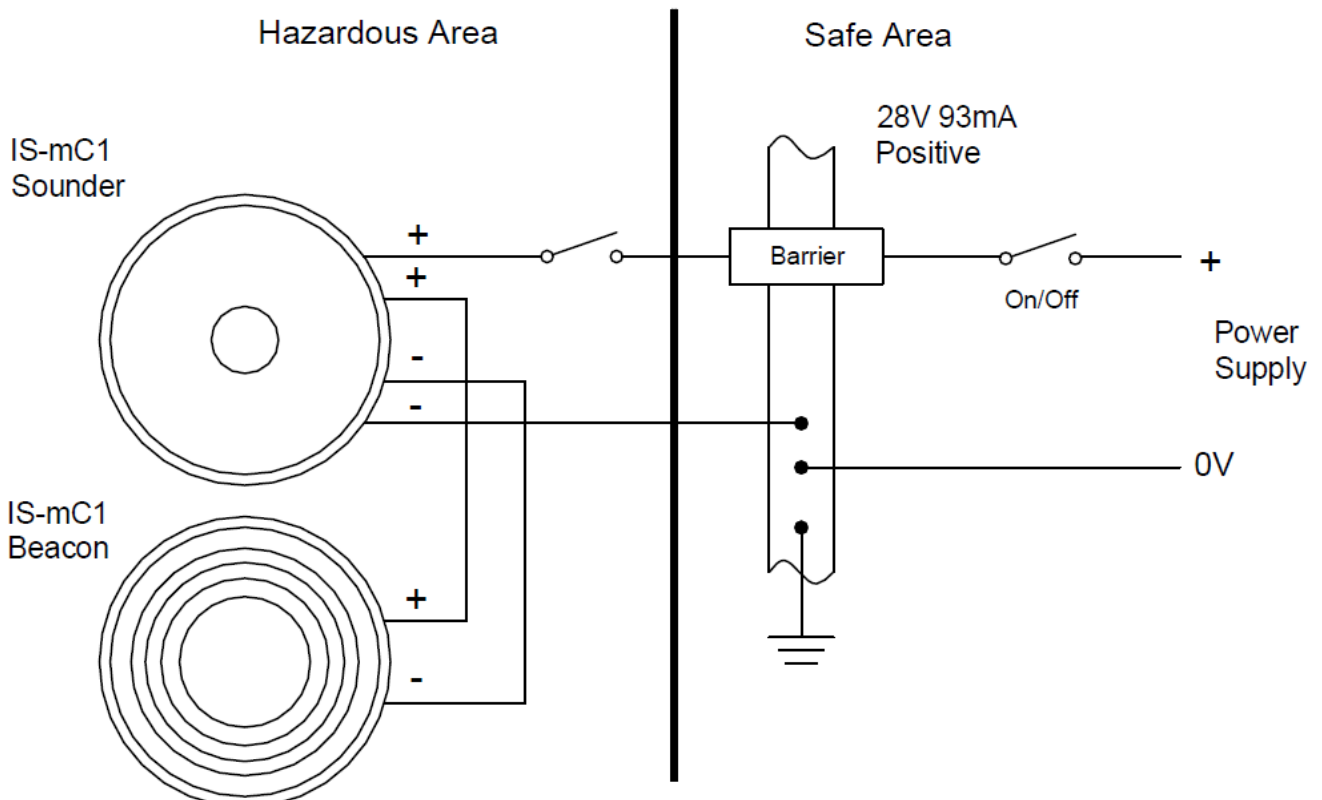 Hazardous Area
Safe Area
28V 93mA
Positive
IS-mC1
Sounder
+
+
-
-
Barrier
On/Off
+
Power
Supply
0V
IS-mC1
Beacon
+
-